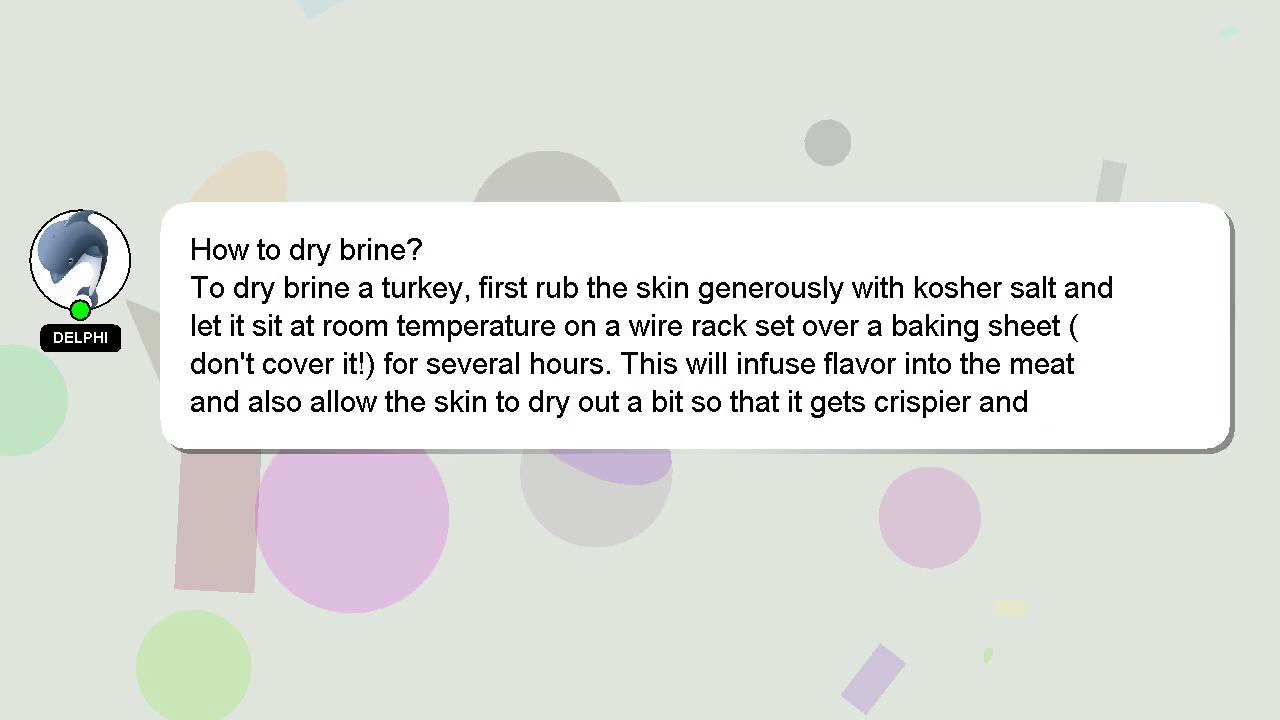 How to dry brine?
To dry brine a turkey, first rub the skin generously with kosher salt and
let it sit at room temperature on a wire rack set over a baking sheet (
don't cover it!) for several hours. This will infuse flavor into the meat
and also allow the skin to dry out a bit so that it gets crispier and
DELPHI